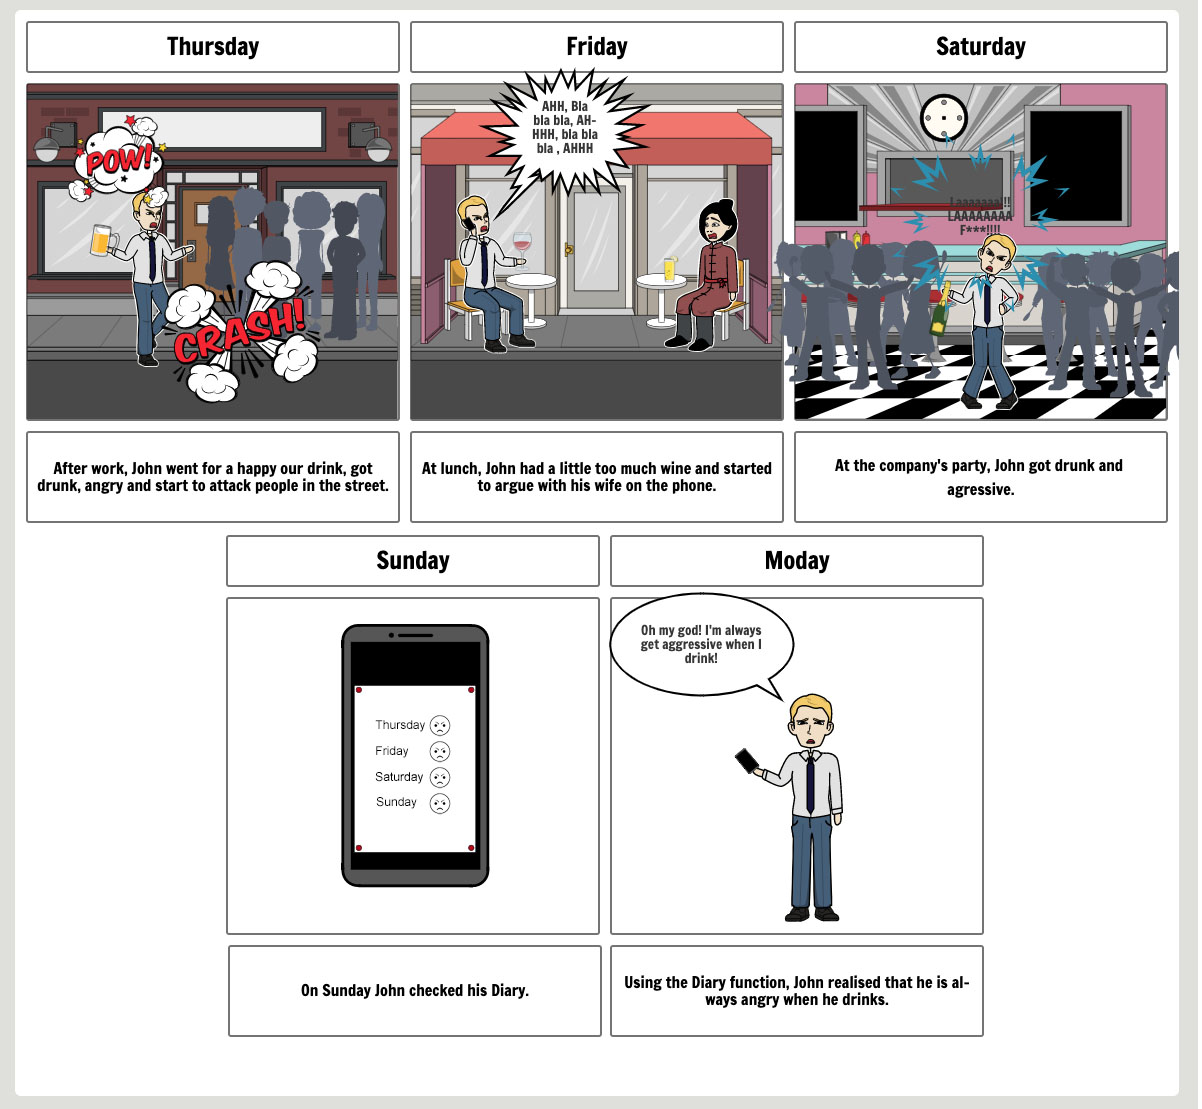 Thursday
Friday
Saturday
POW!
CRASH!
AHH, Bla
bla bla, AH-
HHH, bla bla
bla , AHHH
Laaaaaaa!!!
LAAAAAAAA
F***!!!!
After work, John went for a happy our drink, got
drunk, angry and start to attack people in the street.
At lunch, John had a little too much wine and started
to argue with his wife on the phone.
At the company's party, John got drunk and
agressive.
Sunday
Moday
Thursday
Friday
Saturday
Sunday
Oh my god! I'm always
get aggressive when I
drink!
On Sunday John checked his Diary.
Using the Diary function, John realised that he is al-
ways angry when he drinks.